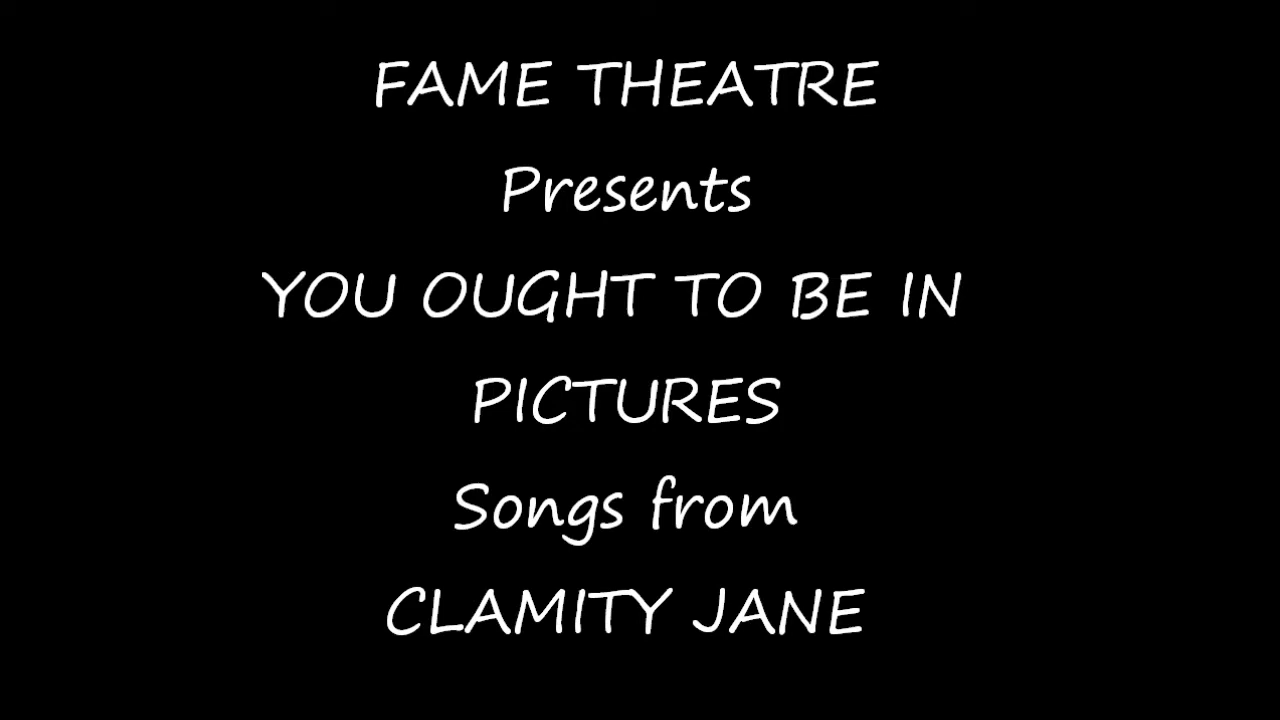 FAME THEATRE
Presents
YOU OUGHT TO BE IN
PICTURES
Songs from
CLAMITY JANE